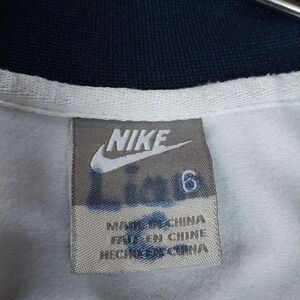 NIKE
6
MADE IN CHINA
FAIT EN CHINE
HECHO EN CHINA